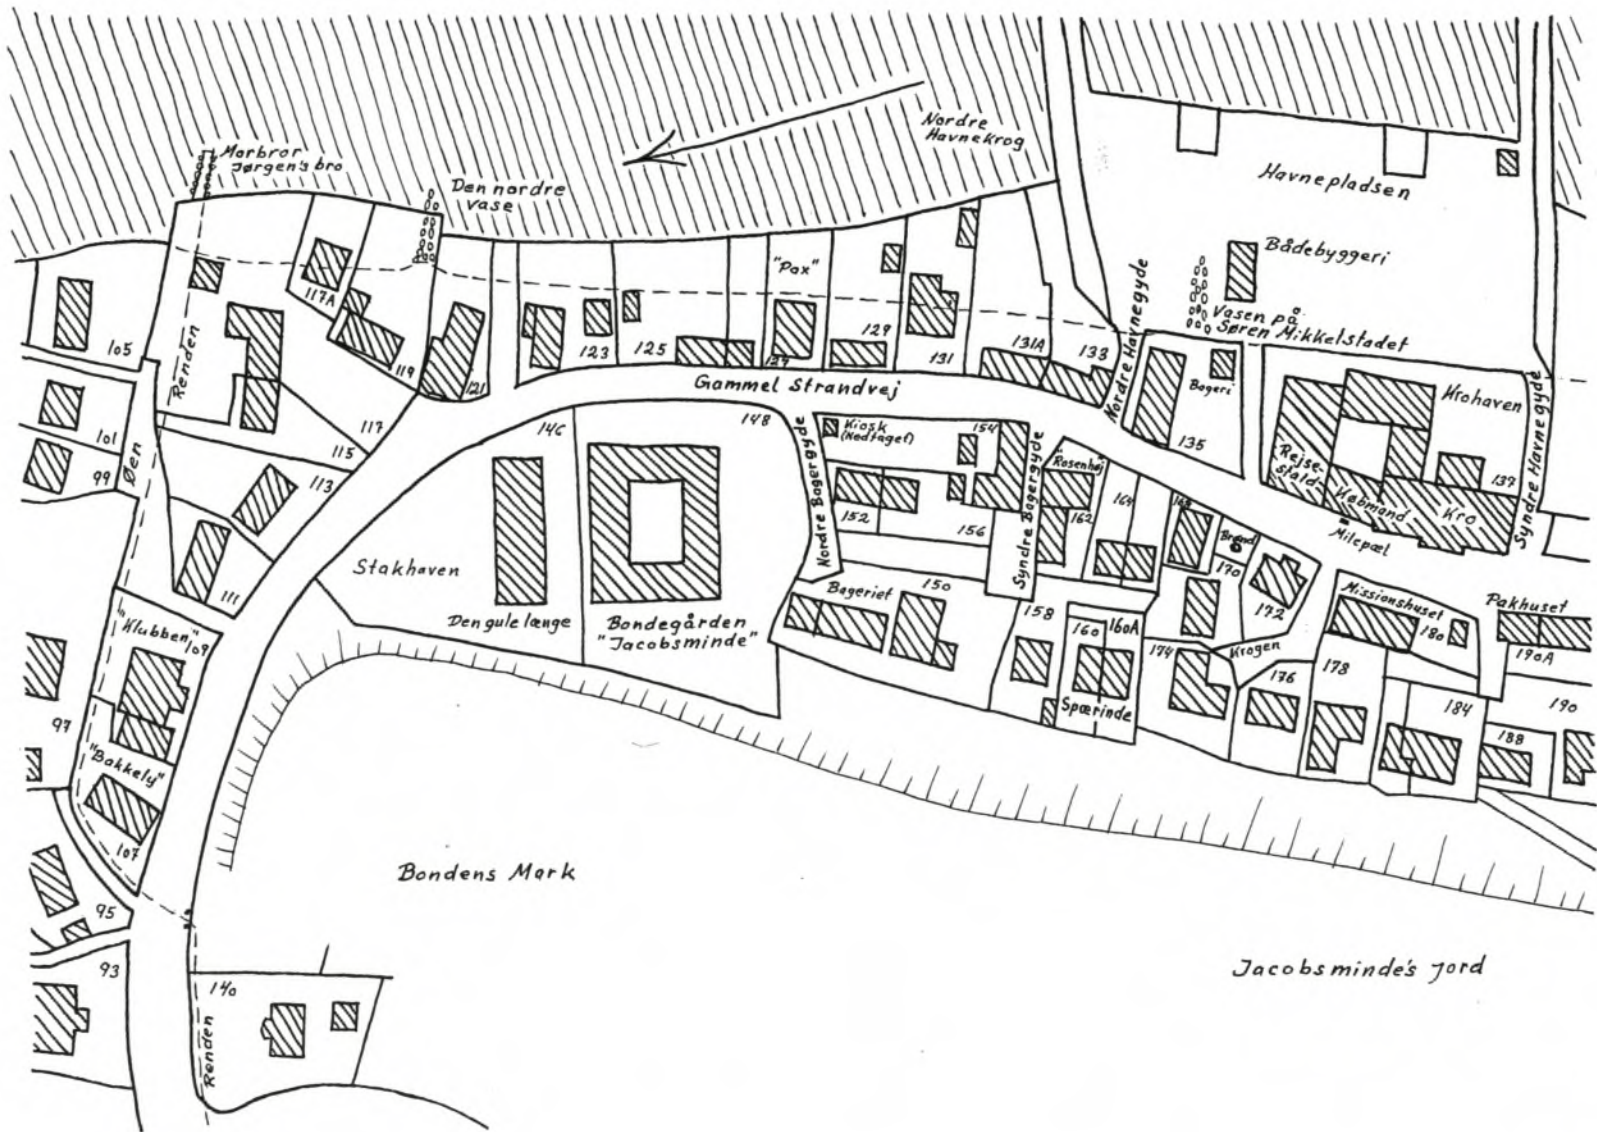 Morbror
Jørgen's bro
Den nordre
vase
Nordre
Havnekrog
Havnepladsen
Bådebyggeri
Vasen på
Søren Mikkelstadet
Nordre Havnegyde
Syndre Havnegyde
Krohaven
Bageri
135
137
Rejse-
stald
Købmand
Kro
Milepæl
"Pax"
105
101
99
Øen
Renden
117A
119
121
117
115
113
111
123
125
127
129
131
131A
133
Gammel Strandvej
146
148
Kiosk
(Nedtaget)
154
Nordre Bagergyde
Syndre Bagergyde
152
156
Rosenhøj
162
164
168
Brønd
170
172
Krogen
Missionshuset
180
Pakhuset
190A
190
188
184
178
176
174
160A
160
Spærinde
158
150
Bageriet
Stakhaven
Den gule længe
Bondegården
"Jacobsminde"
"Klubben"
109
"Bakkely"
107
97
95
93
140
Renden
Bondens Mark
Jacobsminde's jord